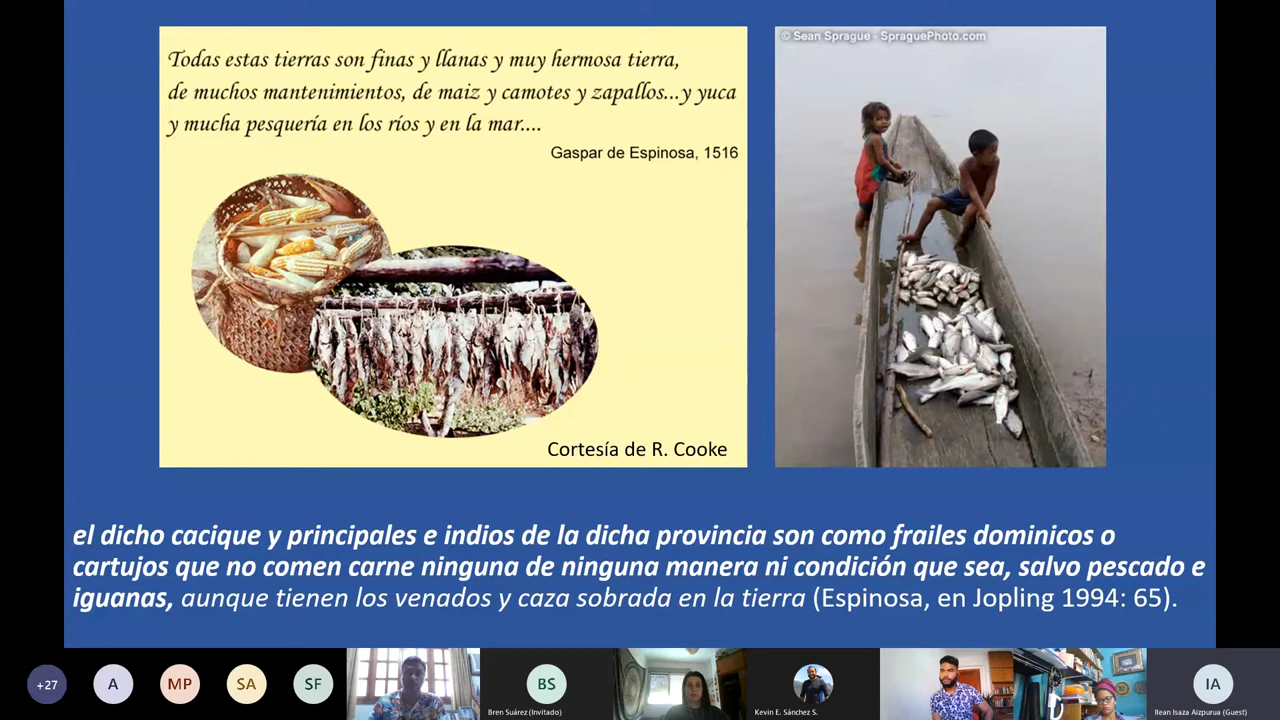 © Sean Sprague - SpraguePhoto.com
Todas estas tierras son finas y llanas y muy hermosa tierra,
de muchos mantenimientos, de maiz y camotes y zapallos...y yuca
y mucha pesquería en los ríos y en la mar....
Gaspar de Espinosa, 1516
Cortesía de R. Cooke
el dicho cacique y principales e indios de la dicha provincia son como frailes dominicos o
cartujos que no comen carne ninguna de ninguna manera ni condición que sea, salvo pescado e
iguanas, aunque tienen los venados y caza sobrada en la tierra (Espinosa, en Jopling 1994: 65).
+27
A
MP
SA
SF
BS
Bren Suárez (Invitado)
Kevin E. Sánchez S.
IA
Ilean Isaza Aizpurua (Guest)